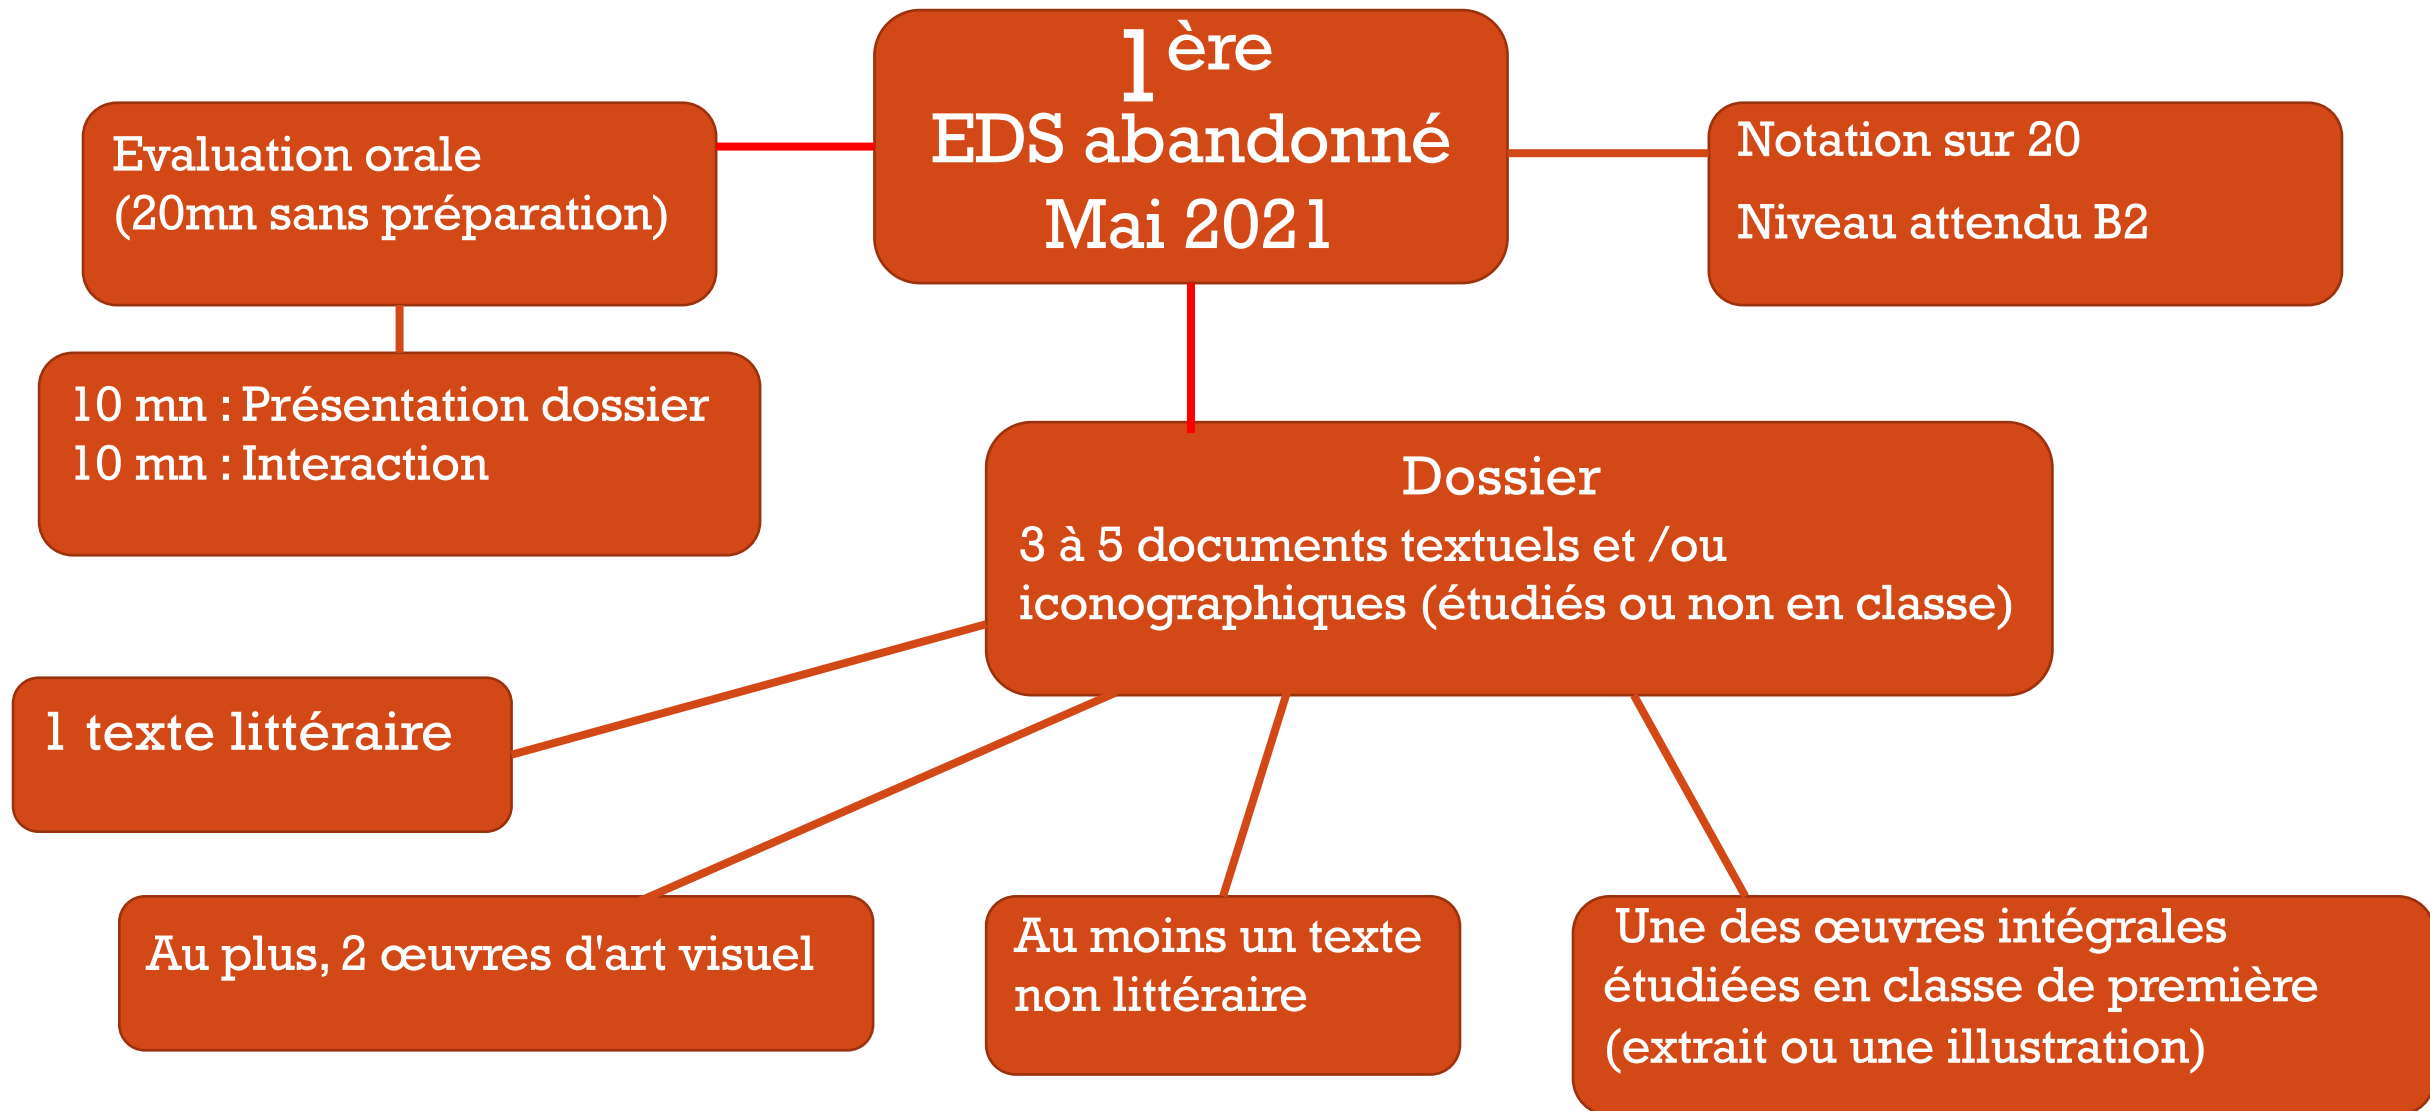 1ère
EDS abandonné
Mai 2021
Evaluation orale
(20mn sans préparation)
Notation sur 20
Niveau attendu B2
10 mn : Présentation dossier
10 mn : Interaction
Dossier
3 à 5 documents textuels et /ou
iconographiques (étudiés ou non en classe)
1 texte littéraire
Au plus, 2 œuvres d'art visuel
Au moins un texte
non littéraire
Une des œuvres intégrales
étudiées en classe de première
(extrait ou une illustration)